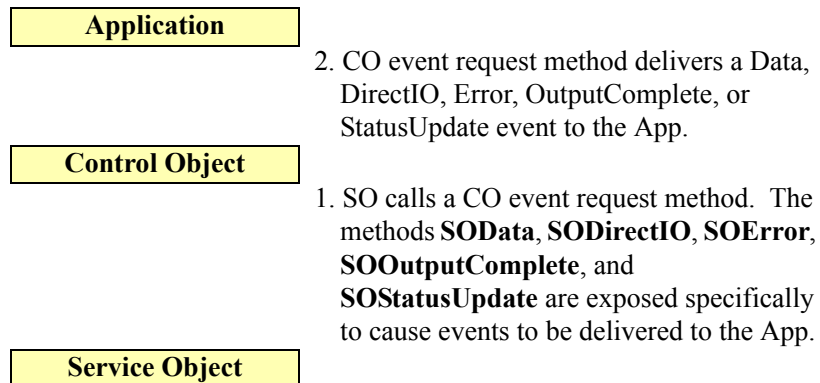 Application
2. CO event request method delivers a Data,
DirectIO, Error, OutputComplete, or
StatusUpdate event to the App.
Control Object
1. SO calls a CO event request method. The
methods SOData, SODirectIO, SOError,
SOOutputComplete, and
SOStatusUpdate are exposed specifically
to cause events to be delivered to the App.
Service Object